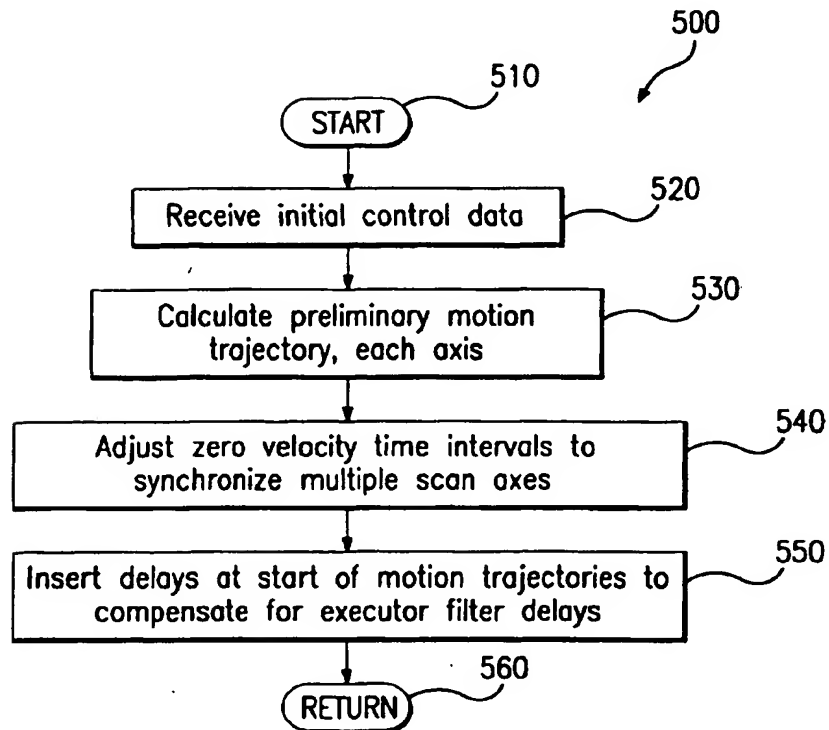 500
510
START
Receive initial control data
520
530
Calculate preliminary motion
trajectory, each axis
540
Adjust zero velocity time intervals to
synchronize multiple scan axes
550
Insert delays at start of motion trajectories to
compensate for executor filter delays
560
RETURN